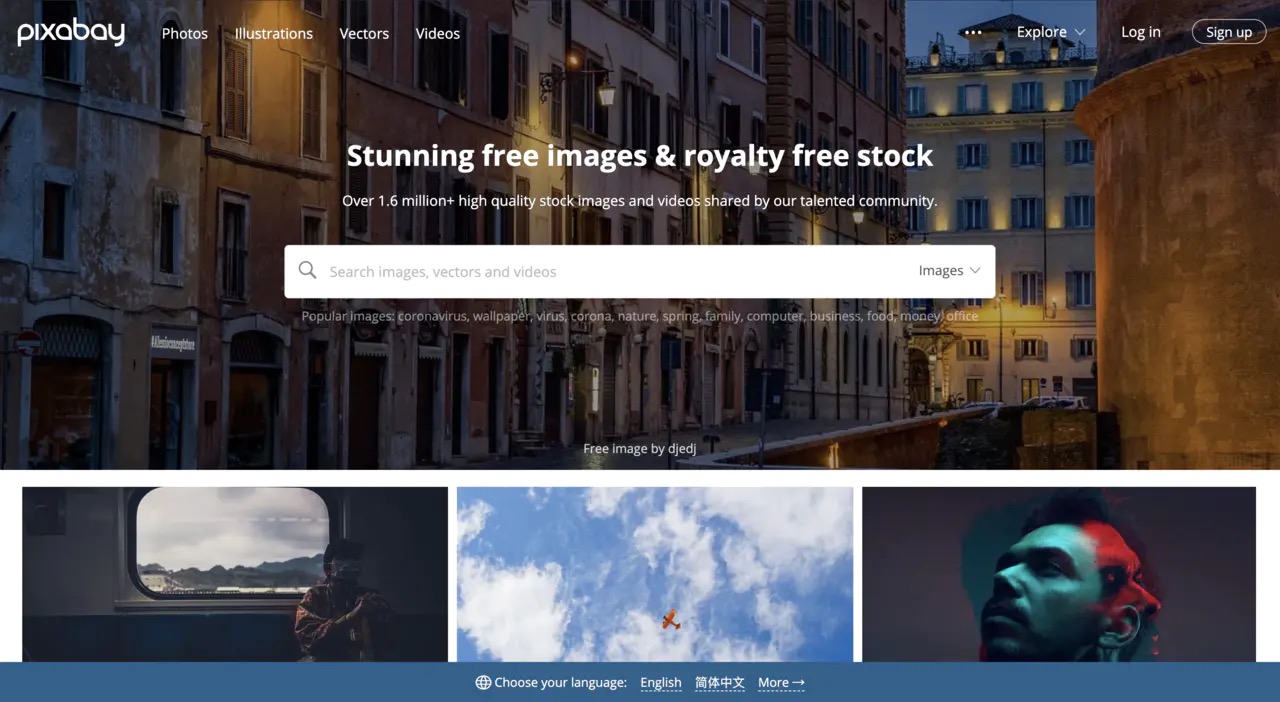 pixabay Photos Illustrations Vectors Videos ••• Explore Log in Sign up
Stunning free images & royalty free stock
Over 1.6 million+ high quality stock images and videos shared by our talented community.
Search images, vectors and videos Images
Popular images: coronavirus, wallpaper, virus, corona, nature, spring, family, computer, business, food, money, office
Free image by djedj
Choose your language: English 简体中文 More →